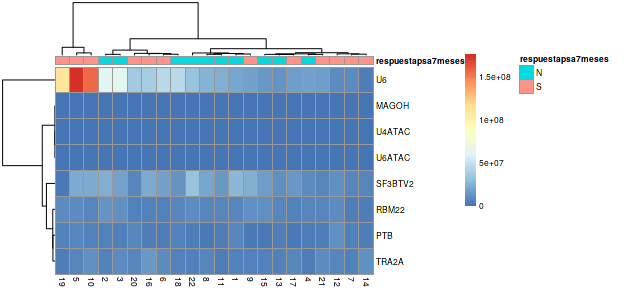 respuestapsa7meses
U6
MAGOH
U4ATAC
U6ATAC
SF3BTV2
RBM22
PTB
TRA2A
19 5 10 2 3 20 16 6 18 22 8 11 1 9 15 13 17 4 21 12 7 14
1.5e+08
1e+08
5e+07
0
respuestapsa7meses
N
S